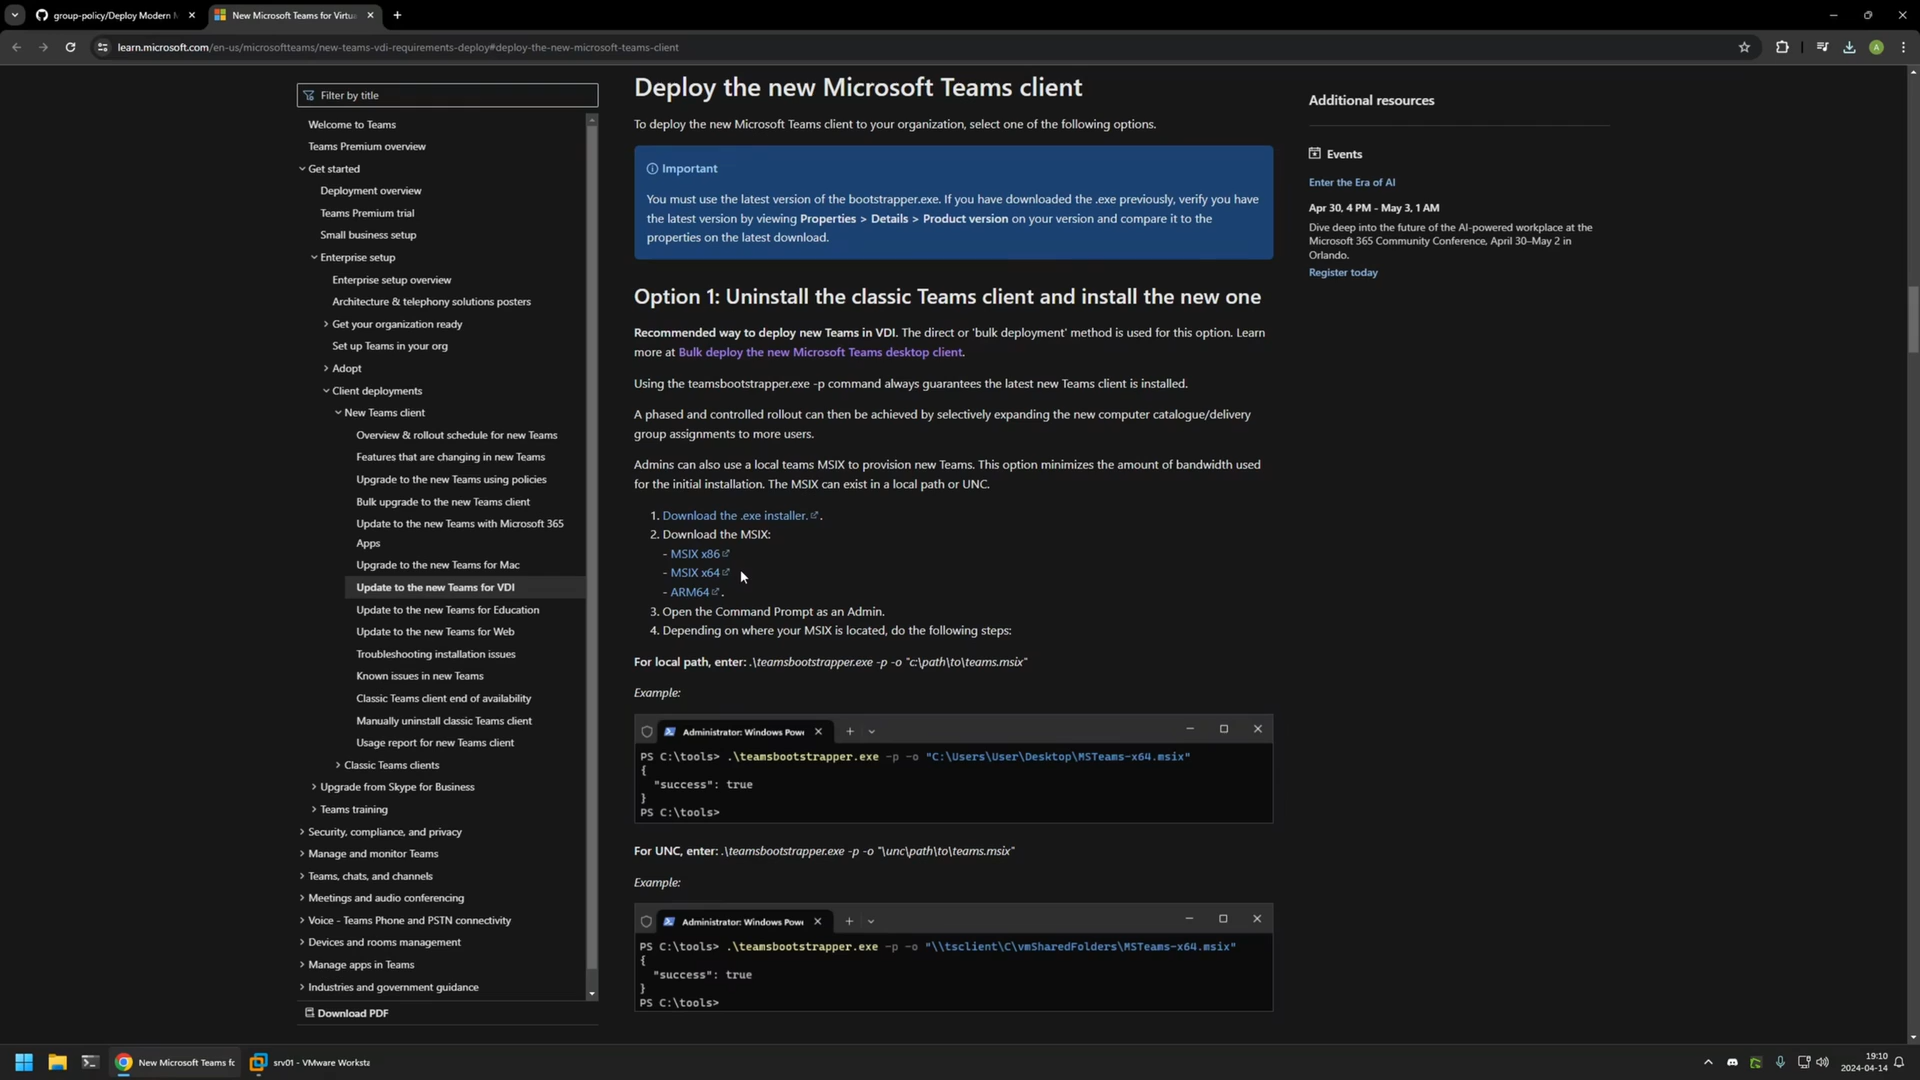 group-policy/Deploy Modern
New Microsoft Teams for Virtu
learn.microsoft.com/en-us/microsoftteams/new-teams-vdi-requirements-deploy#deploy-the-new-microsoft-teams-client
A
Filter by title
Welcome to Teams
Teams Premium overview
Get started
Deployment overview
Teams Premium trial
Small business setup
Enterprise setup
Enterprise setup overview
Architecture & telephony solutions posters
Get your organization ready
Set up Teams in your org
Adopt
Client deployments
New Teams client
Overview & rollout schedule for new Teams
Features that are changing in new Teams
Upgrade to the new Teams using policies
Bulk upgrade to the new Teams client
Update to the new Teams with Microsoft 365
Apps
Upgrade to the new Teams for Mac
Update to the new Teams for VDI
Update to the new Teams for Education
Update to the new Teams for Web
Troubleshooting installation issues
Known issues in new Teams
Classic Teams client end of availability
Manually uninstall classic Teams client
Usage report for new Teams client
Classic Teams clients
Upgrade from Skype for Business
Teams training
Security, compliance, and privacy
Manage and monitor Teams
Teams, chats, and channels
Meetings and audio conferencing
Voice - Teams Phone and PSTN connectivity
Devices and rooms management
Manage apps in Teams
Industries and government guidance
Download PDF
Deploy the new Microsoft Teams client
To deploy the new Microsoft Teams client to your organization, select one of the following options.
Important
You must use the latest version of the bootstrapper.exe. If you have downloaded the .exe previously, verify you have
the latest version by viewing Properties > Details > Product version on your version and compare it to the
properties on the latest download.
Option 1: Uninstall the classic Teams client and install the new one
Recommended way to deploy new Teams in VDI. The direct or 'bulk deployment' method is used for this option. Learn
more at Bulk deploy the new Microsoft Teams desktop client.
Using the teamsbootstrapper.exe -p command always guarantees the latest new Teams client is installed.
A phased and controlled rollout can then be achieved by selectively expanding the new computer catalogue/delivery
group assignments to more users.
Admins can also use a local teams MSIX to provision new Teams. This option minimizes the amount of bandwidth used
for the initial installation. The MSIX can exist in a local path or UNC.
1. Download the .exe installer. .
2. Download the MSIX:
- MSIX x86
- MSIX x64
- ARM64 .
3. Open the Command Prompt as an Admin.
4. Depending on where your MSIX is located, do the following steps:
For local path, enter: .\teamsbootstrapper.exe -p -o "c:\path\to\teams.msix"
Example:
Administrator: Windows Powe
PS C:\tools> .\teamsbootstrapper.exe -p -o "C:\Users\User\Desktop\MSTeams-x64.msix"
{
"success": true
}
PS C:\tools>
For UNC, enter: .\teamsbootstrapper.exe -p -o "\unc\path\to\teams.msix"
Example:
Administrator: Windows Powe
PS C:\tools> .\teamsbootstrapper.exe -p -o "\\tsclient\C\vmSharedFolders\MSTeams-x64.msix"
{
"success": true
}
PS C:\tools>
Additional resources
Events
Enter the Era of AI
Apr 30, 4 PM - May 3, 1 AM
Dive deep into the future of the AI-powered workplace at the
Microsoft 365 Community Conference, April 30–May 2 in
Orlando.
Register today
New Microsoft Teams fo
srv01 - VMware Worksta
19:10
2024-04-14